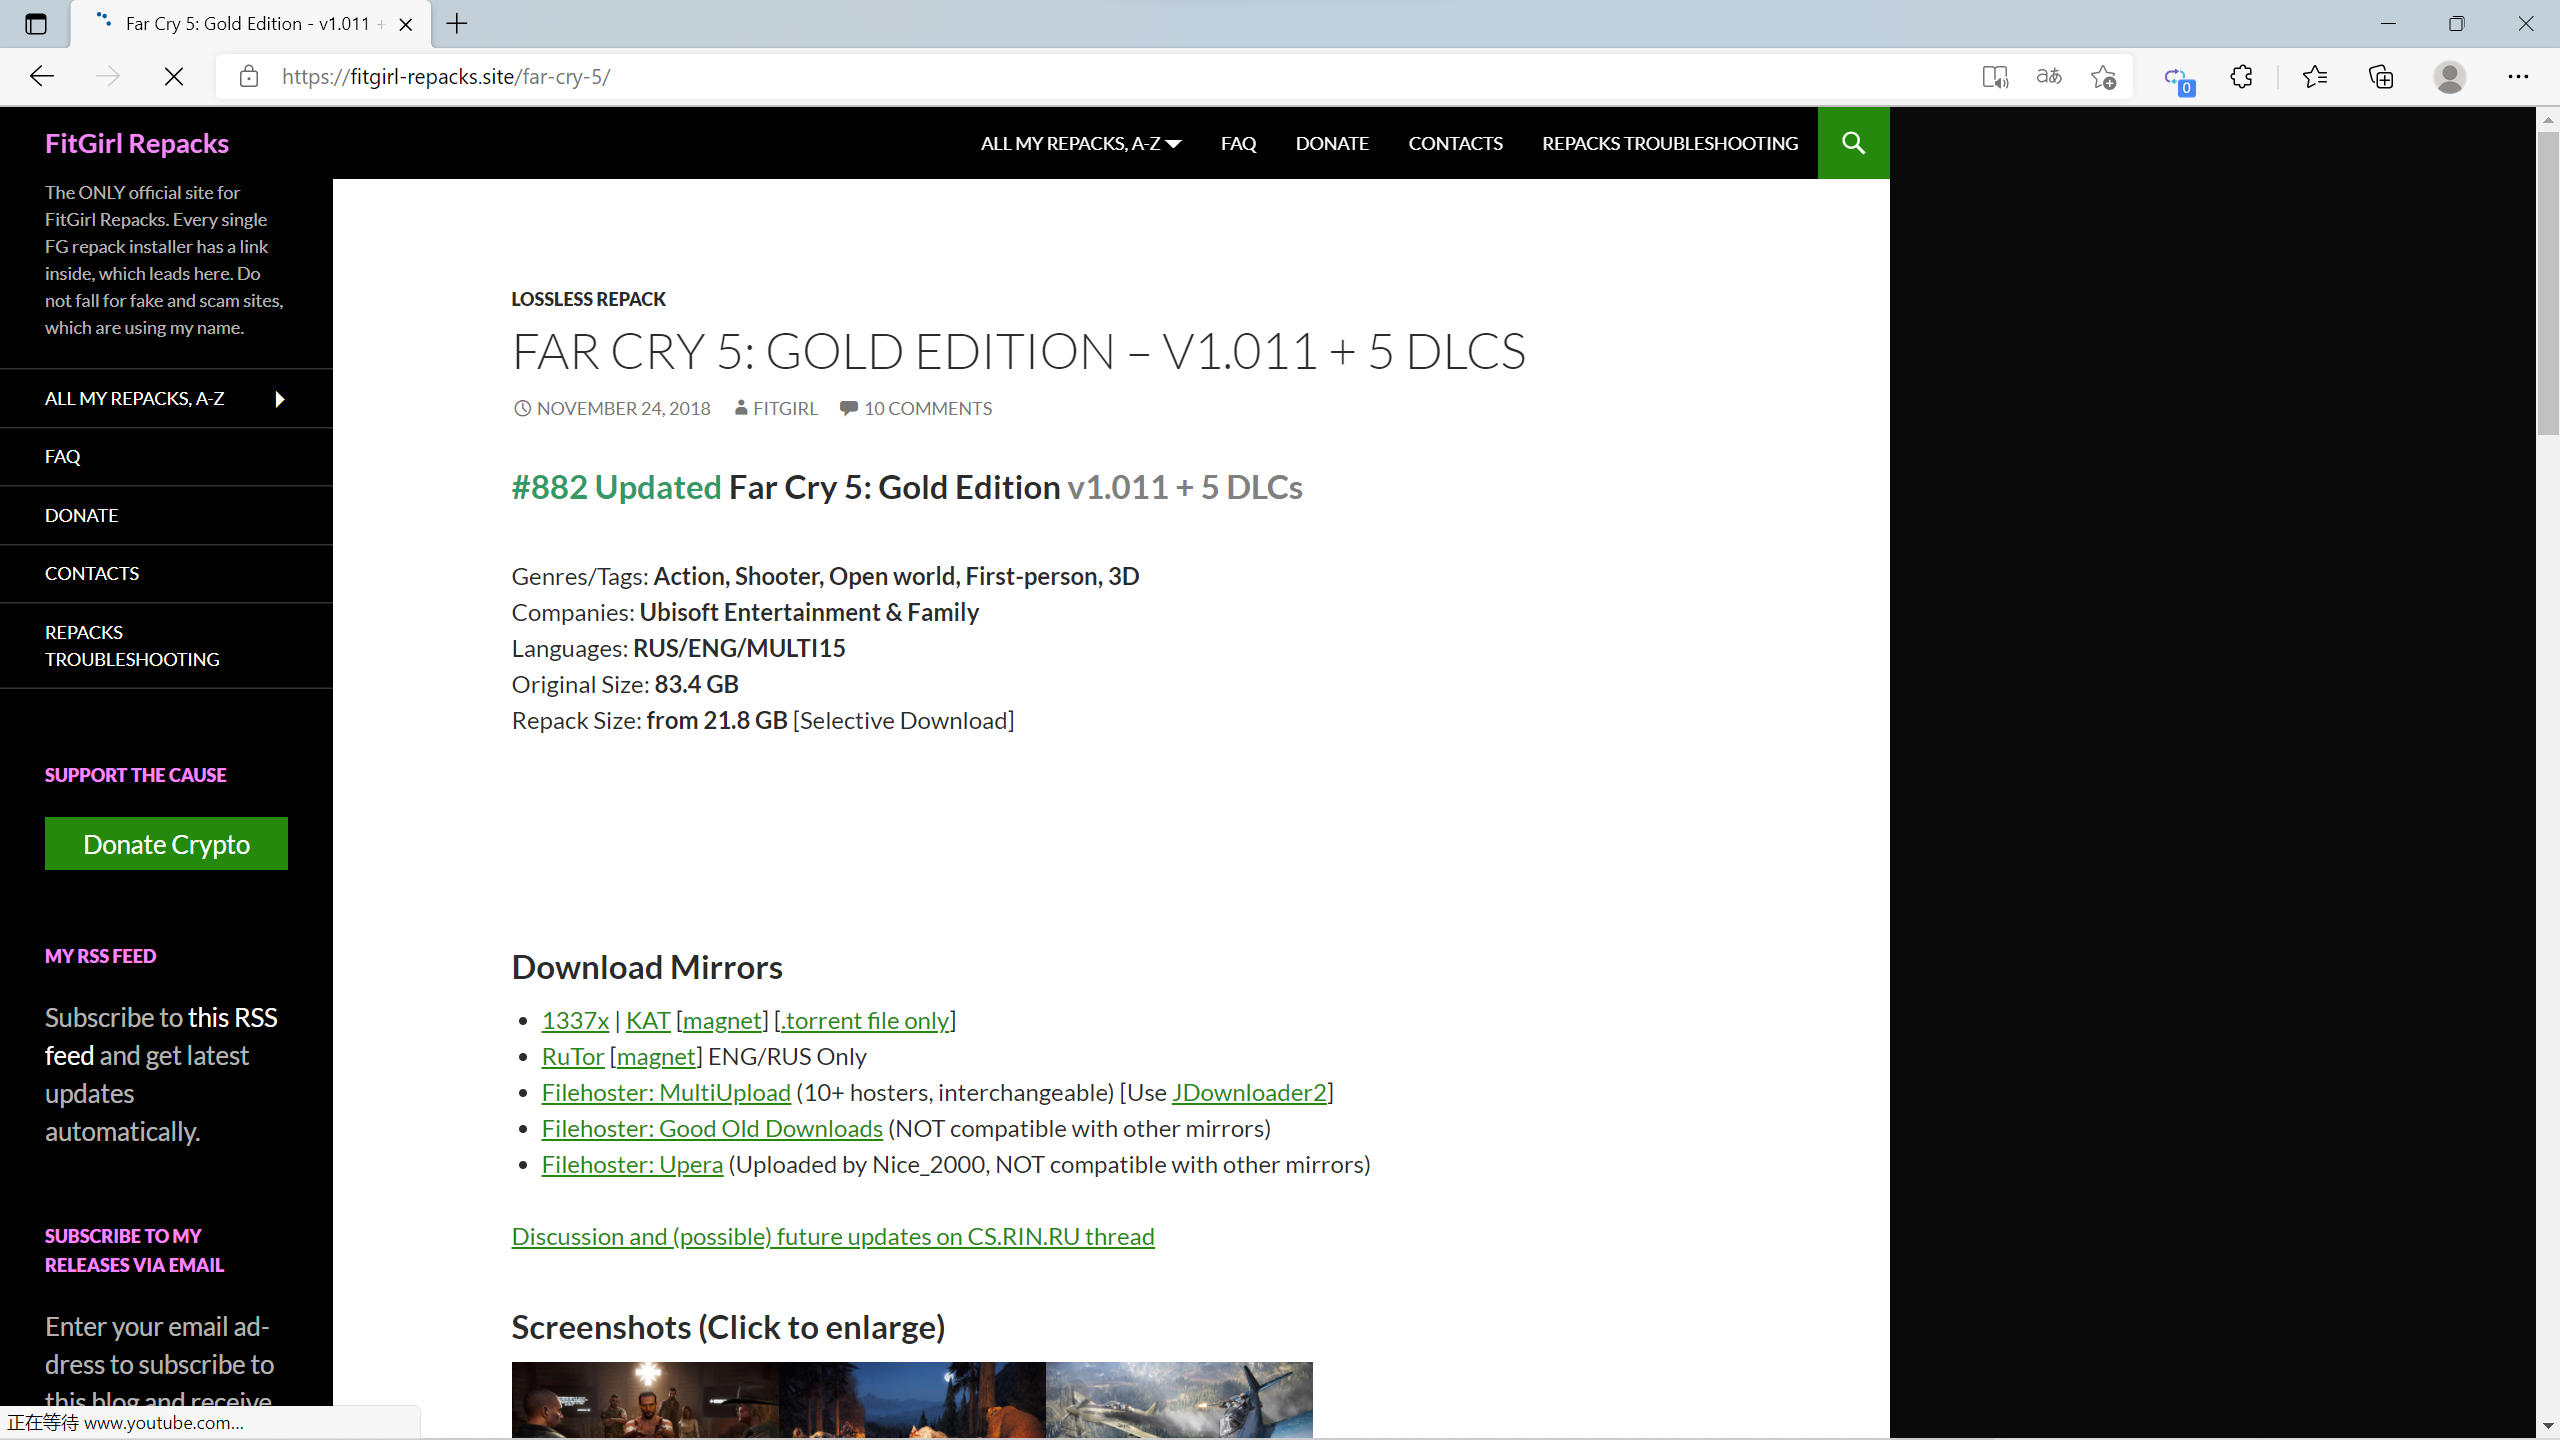 Far Cry 5: Gold Edition - v1.011 +
https://fitgirl-repacks.site/far-cry-5/
aあ
0
FitGirl Repacks
ALL MY REPACKS, A-Z
FAQ
DONATE
CONTACTS
REPACKS TROUBLESHOOTING
The ONLY official site for
FitGirl Repacks. Every single
FG repack installer has a link
inside, which leads here. Do
not fall for fake and scam sites,
which are using my name.
ALL MY REPACKS, A-Z
FAQ
DONATE
CONTACTS
REPACKS
TROUBLESHOOTING
SUPPORT THE CAUSE
Donate Crypto
MY RSS FEED
Subscribe to this RSS
feed and get latest
updates
automatically.
SUBSCRIBE TO MY
RELEASES VIA EMAIL
Enter your email ad-
dress to subscribe to
this blog and receive
LOSSLESS REPACK
FAR CRY 5: GOLD EDITION – V1.011 + 5 DLCS
NOVEMBER 24, 2018 FITGIRL 10 COMMENTS
#882 Updated Far Cry 5: Gold Edition v1.011 + 5 DLCs
Genres/Tags: Action, Shooter, Open world, First-person, 3D
Companies: Ubisoft Entertainment & Family
Languages: RUS/ENG/MULTI15
Original Size: 83.4 GB
Repack Size: from 21.8 GB [Selective Download]
Download Mirrors
1337x | KAT [magnet] [.torrent file only]
RuTor [magnet] ENG/RUS Only
Filehoster: MultiUpload (10+ hosters, interchangeable) [Use JDownloader2]
Filehoster: Good Old Downloads (NOT compatible with other mirrors)
Filehoster: Upera (Uploaded by Nice_2000, NOT compatible with other mirrors)
Discussion and (possible) future updates on CS.RIN.RU thread
Screenshots (Click to enlarge)
正在等待 www.youtube.com...